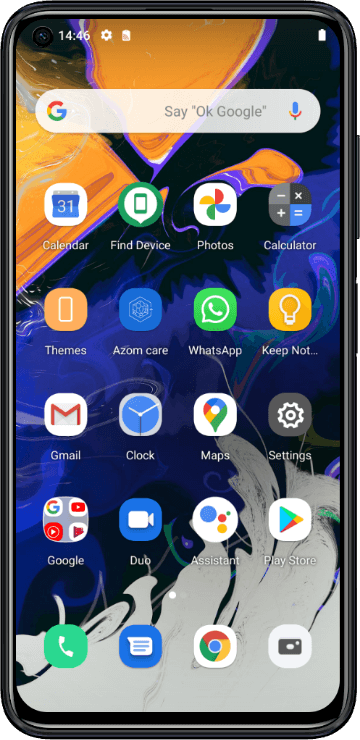 14:46
Say "Ok Google"
31
Calendar Find Device Photos Calculator
Themes Azom care WhatsApp Keep Not...
Gmail Clock Maps Settings
Google Duo Assistant Play Store